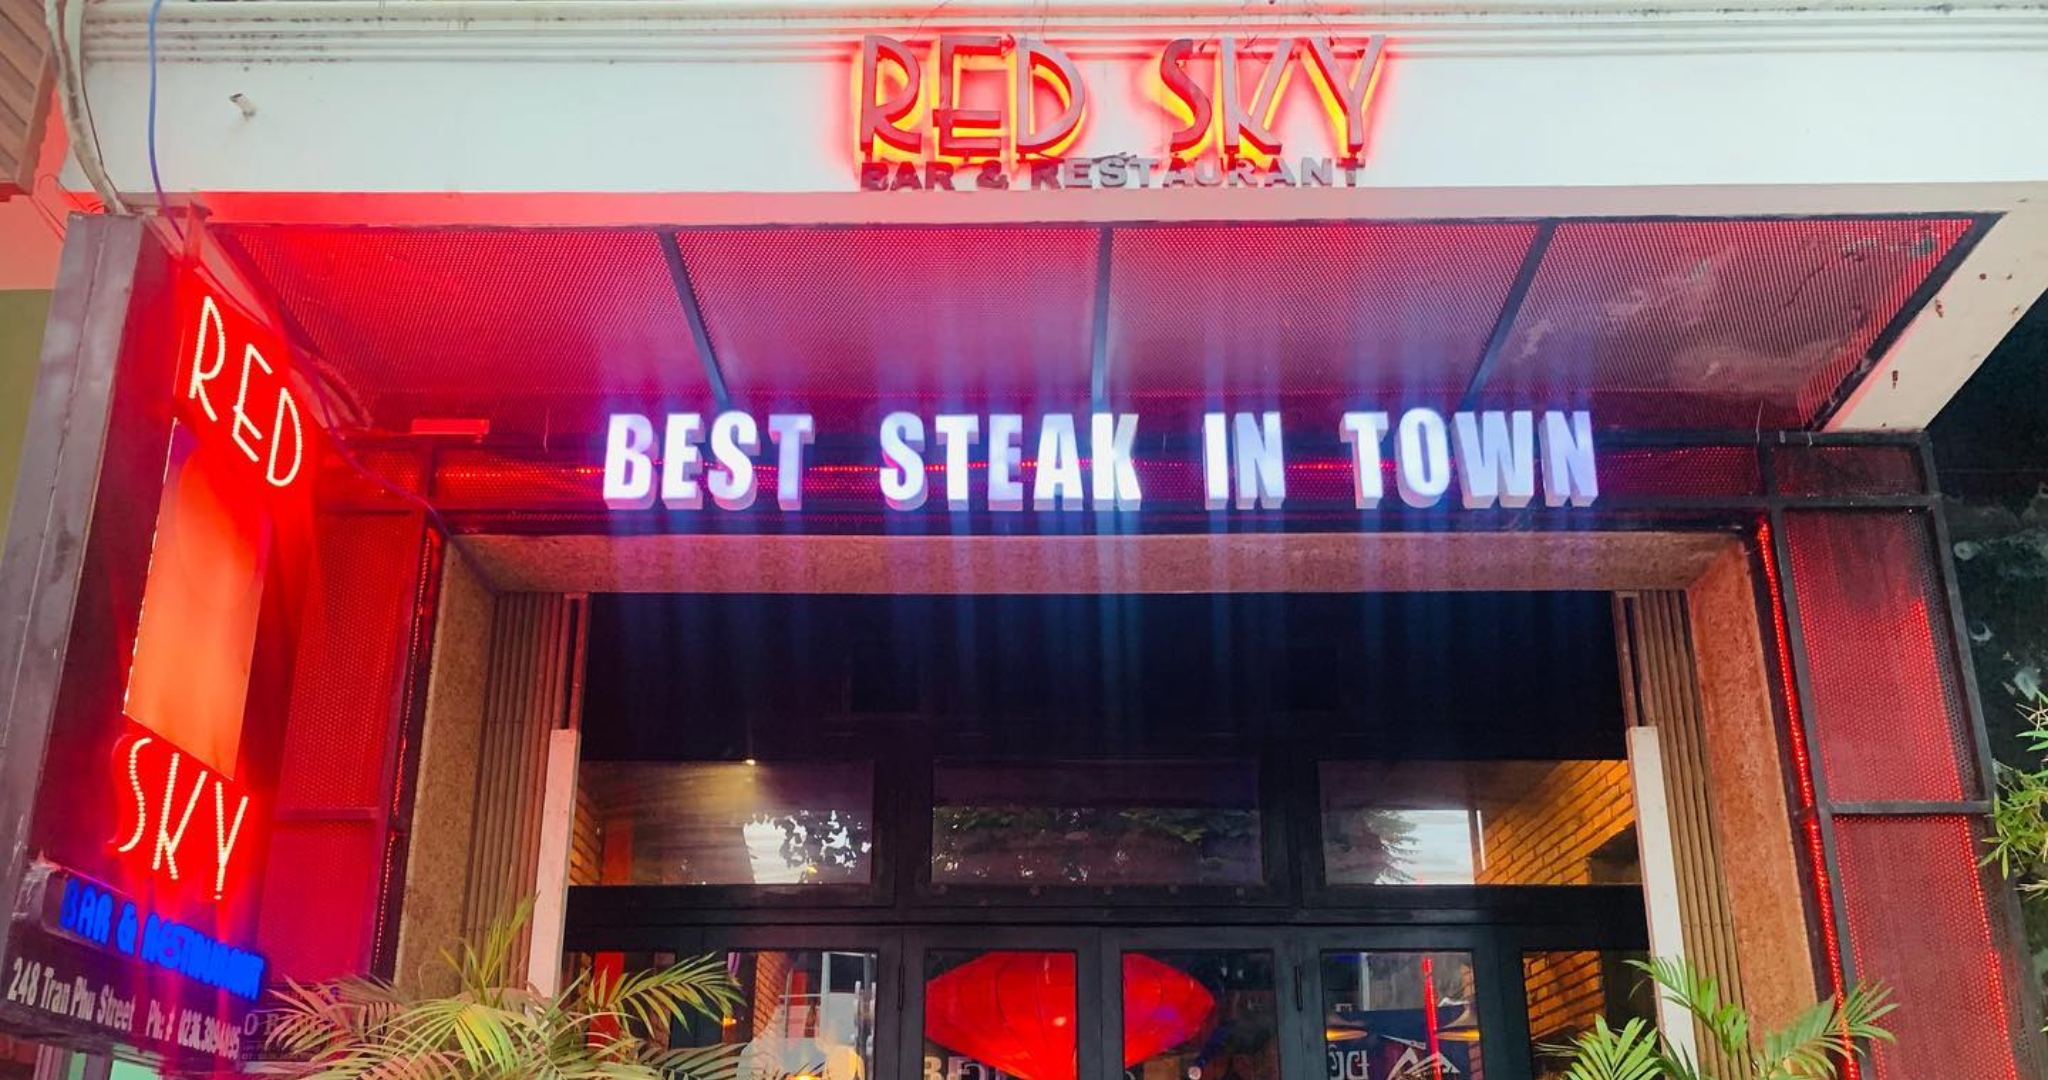 RED SKY
BAR & RESTAURANT
BEST STEAK IN TOWN
RED
SKY
BAR & RESTAURANT
248 Tran Phu Street